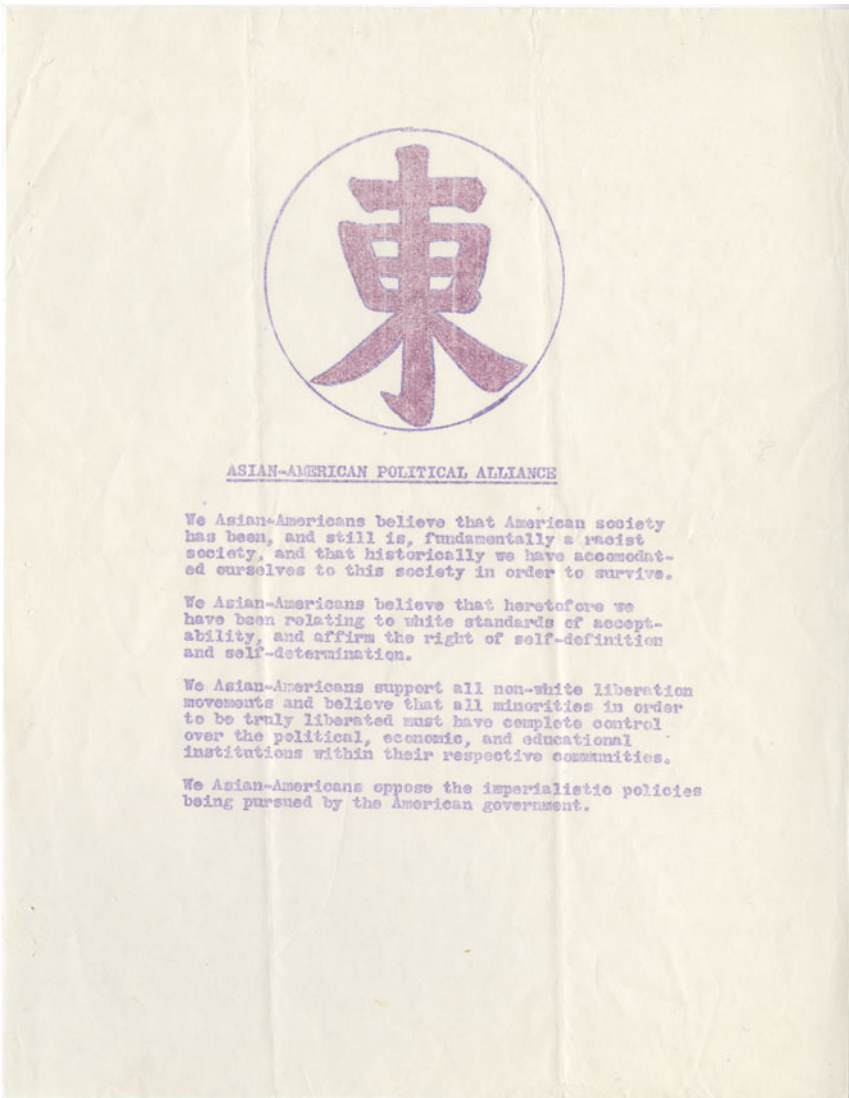 東
ASIAN-AMERICAN POLITICAL ALLIANCE
We Asian-Americans believe that American society
has been, and still is, fundamentally a racist
society, and that historically we have accomodat-
ed ourselves to this society in order to survive.
We Asian-Americans believe that heretofore we
have been relating to white standards of accept-
ability, and affirm the right of self-definition
and self-determination.
We Asian-Americans support all non-white liberation
movements and believe that all minorities in order
to be truly liberated must have complete control
over the political, economic, and educational
institutions within their respective communities.
We Asian-Americans oppose the imperialistic policies
being pursued by the American government.